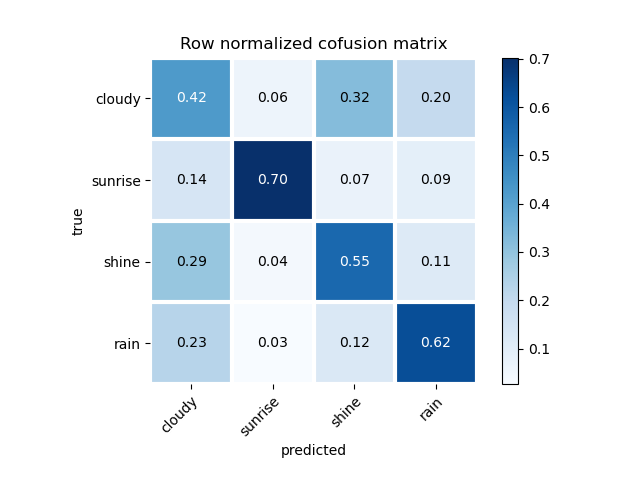 Row normalized cofusion matrix
cloudy 0.42 0.06 0.32 0.20
sunrise 0.14 0.70 0.07 0.09
shine 0.29 0.04 0.55 0.11
rain 0.23 0.03 0.12 0.62
cloudy sunrise shine rain
predicted
true
0.7
0.6
0.5
0.4
0.3
0.2
0.1